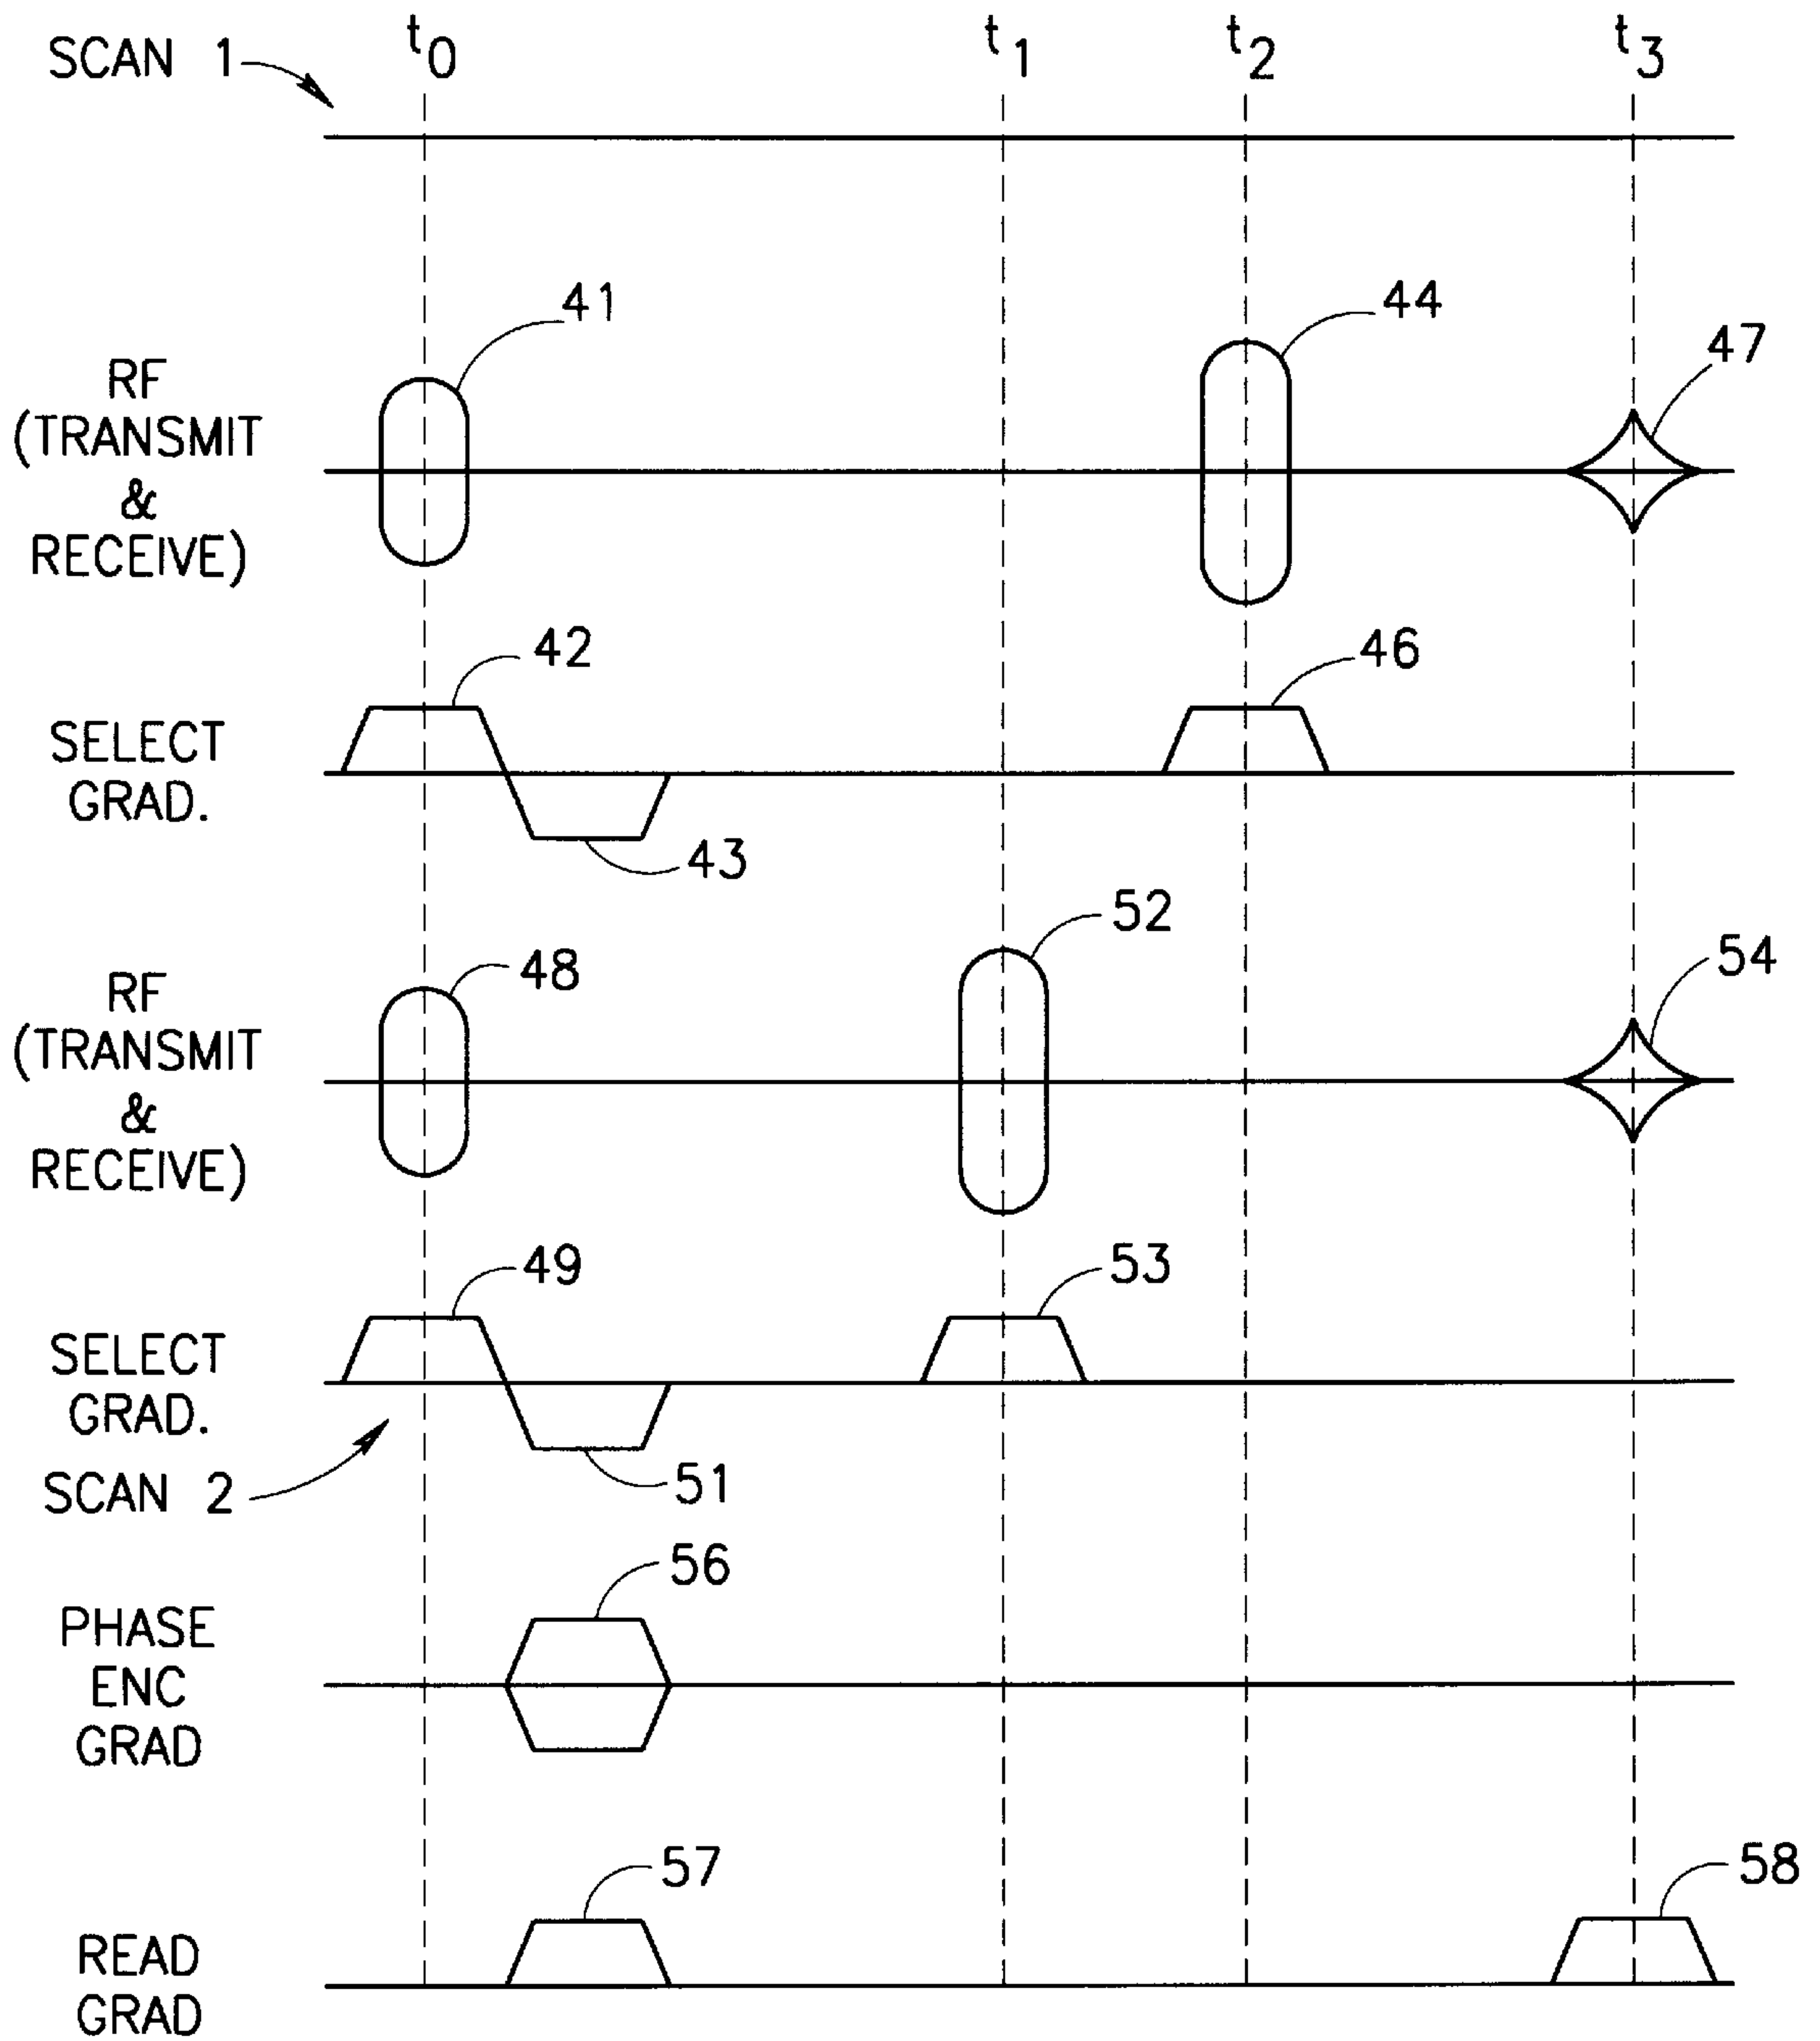 SCAN 1
t0
t1
t2
t3
41
44
47
RF
(TRANSMIT
&
RECEIVE)
42
46
SELECT
GRAD.
43
52
48
54
RF
(TRANSMIT
&
RECEIVE)
49
53
SELECT
GRAD.
SCAN 2
51
56
PHASE
ENC
GRAD
57
58
READ
GRAD